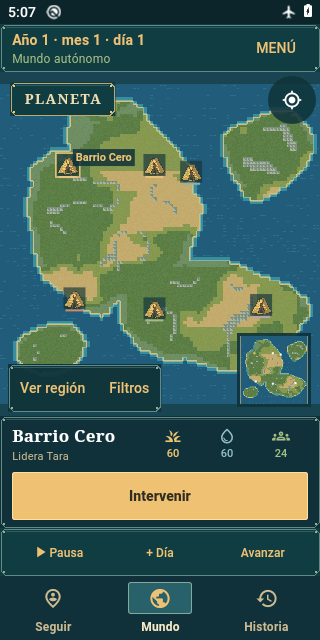 5:07
Año 1 · mes 1 · día 1
Mundo autónomo
MENÚ
PLANETA
Barrio Cero
Ver región
Filtros
Barrio Cero
Lidera Tara
60
60
24
Intervenir
Pausa
+ Día
Avanzar
Seguir
Mundo
Historia